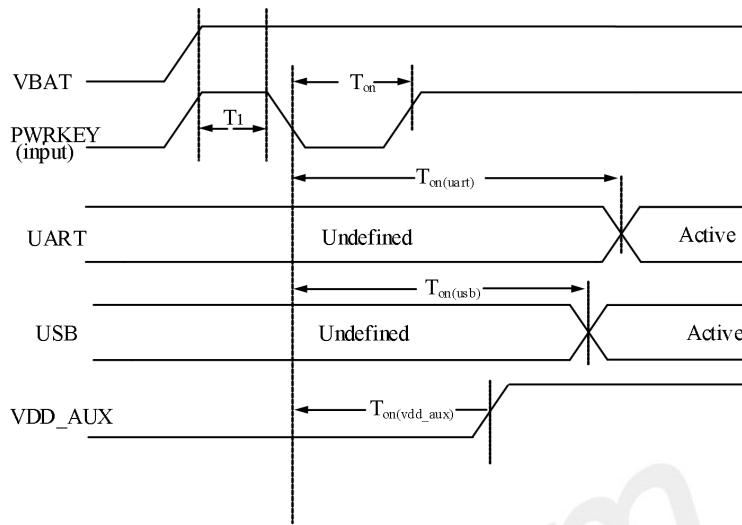 VBAT
T1
Ton
PWRKEY
(input)
Ton(uart)
UART
Undefined
Active
Ton(usb)
USB
Undefined
Active
Ton(vdd_aux)
VDD_AUX